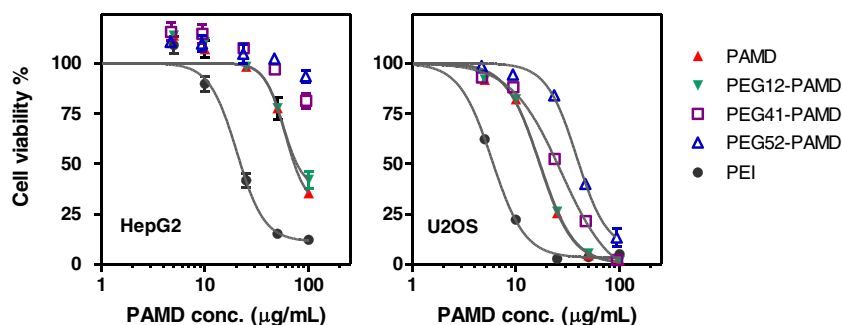 Cell viability %
100
75
50
25
0
HepG2
1
10
100
PAMD conc. (μg/mL)
100
75
50
25
0
U2OS
1
10
100
PAMD conc. (μg/mL)
PAMD
PEG12-PAMD
PEG41-PAMD
PEG52-PAMD
PEI